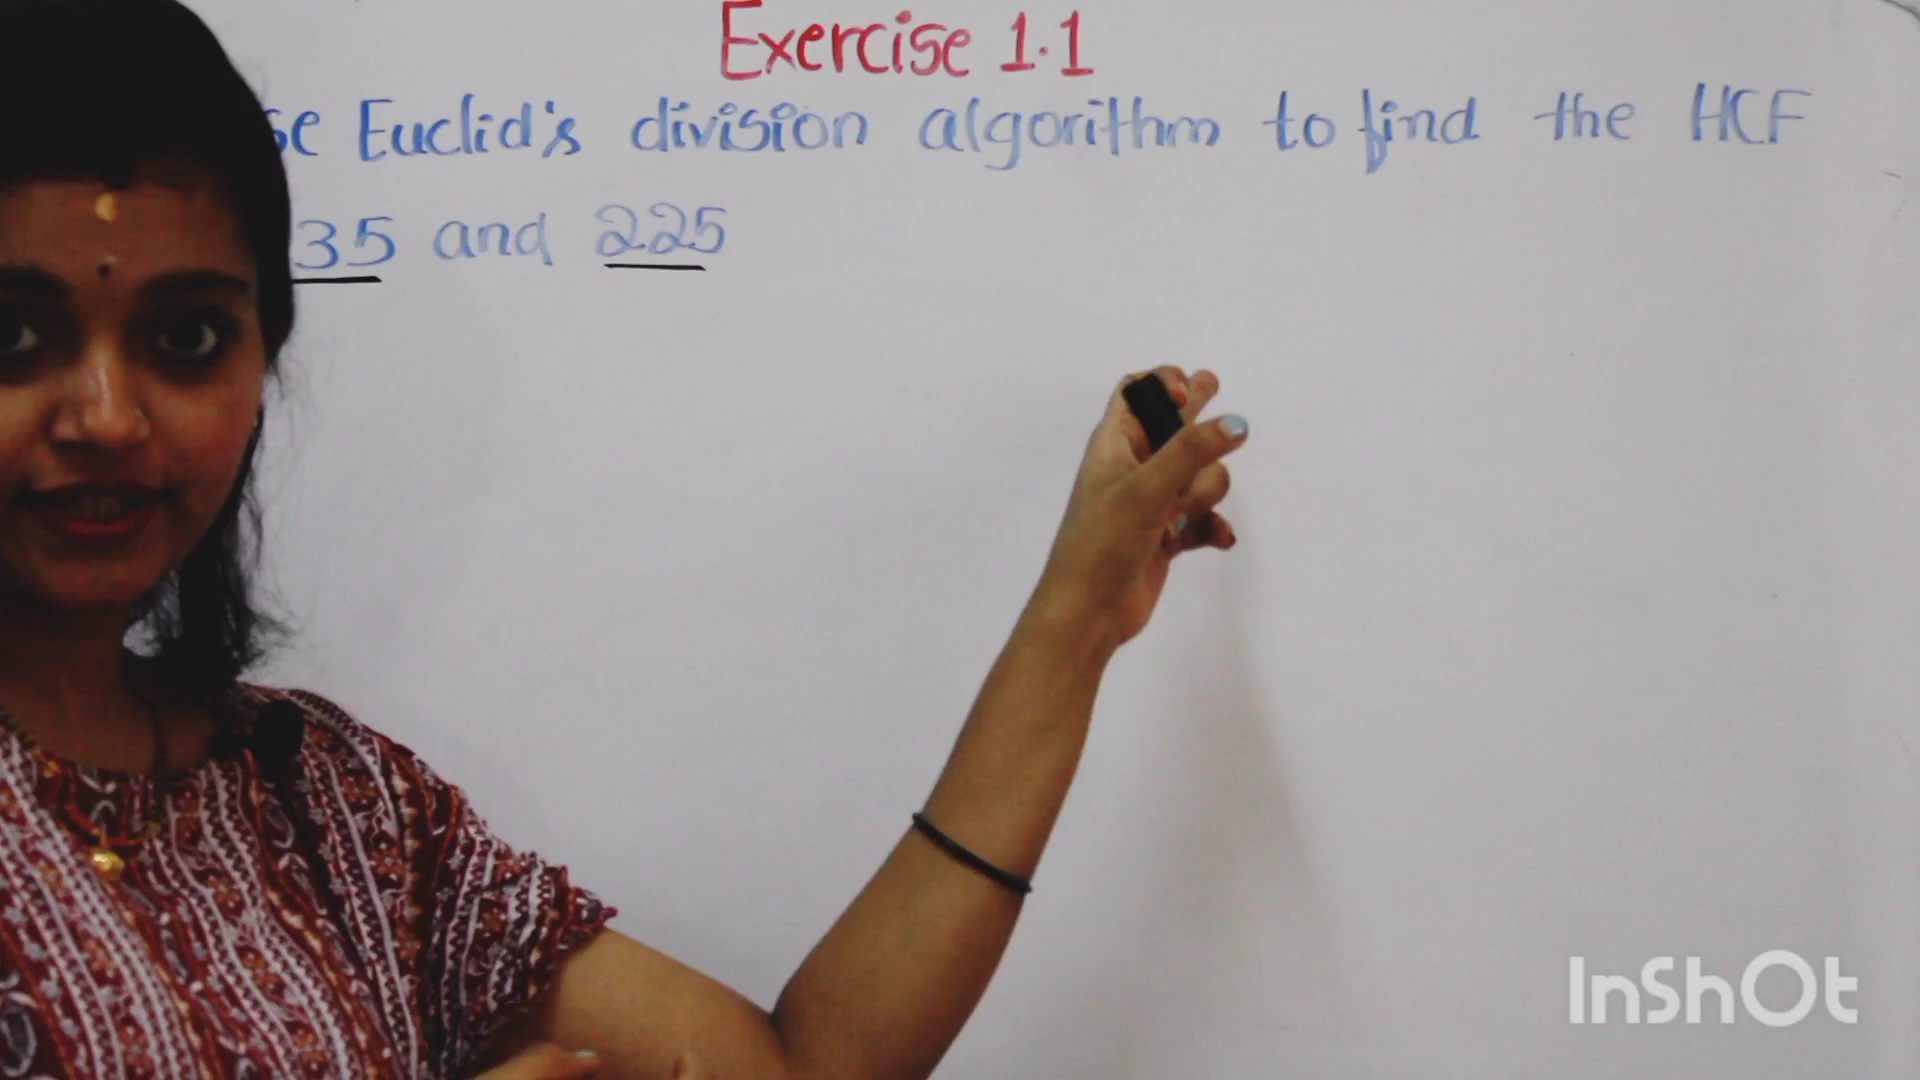 Exercise 1.1
se Euclid's division algorithm to find the HCF
35 and 225
InShOt